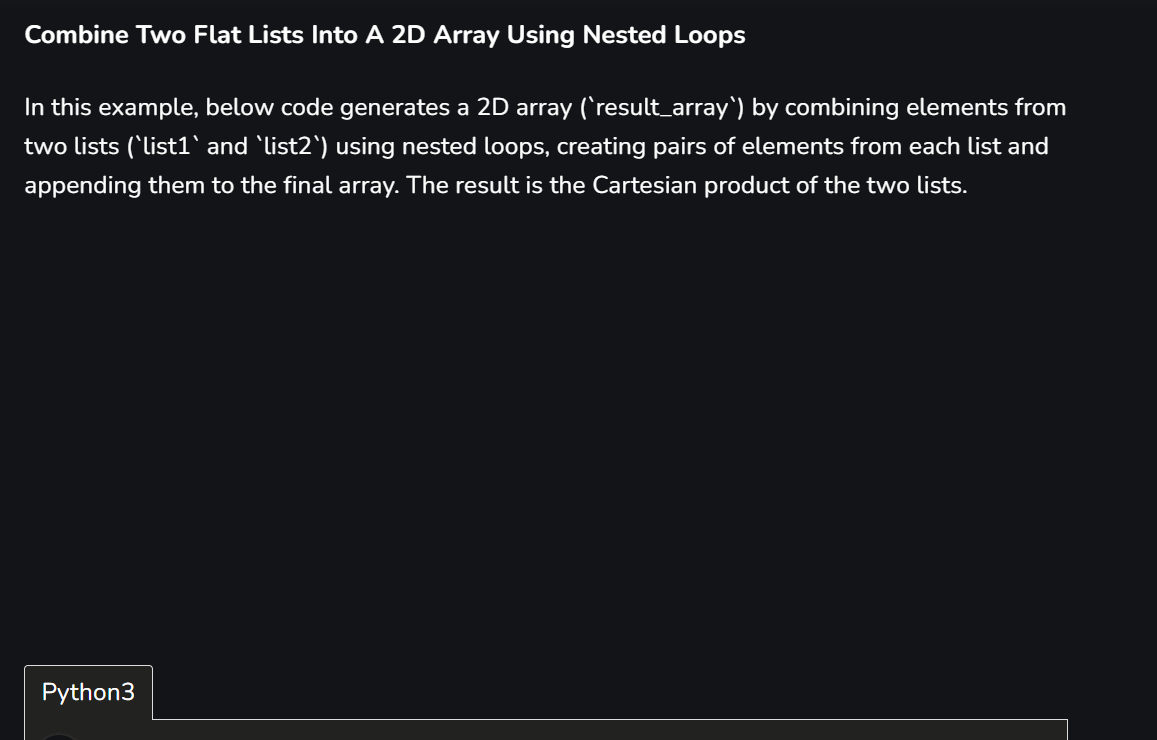 Combine Two Flat Lists Into A 2D Array Using Nested Loops
In this example, below code generates a 2D array (`result_array`) by combining elements from
two lists (`list1` and `list2`) using nested loops, creating pairs of elements from each list and
appending them to the final array. The result is the Cartesian product of the two lists.
Python3